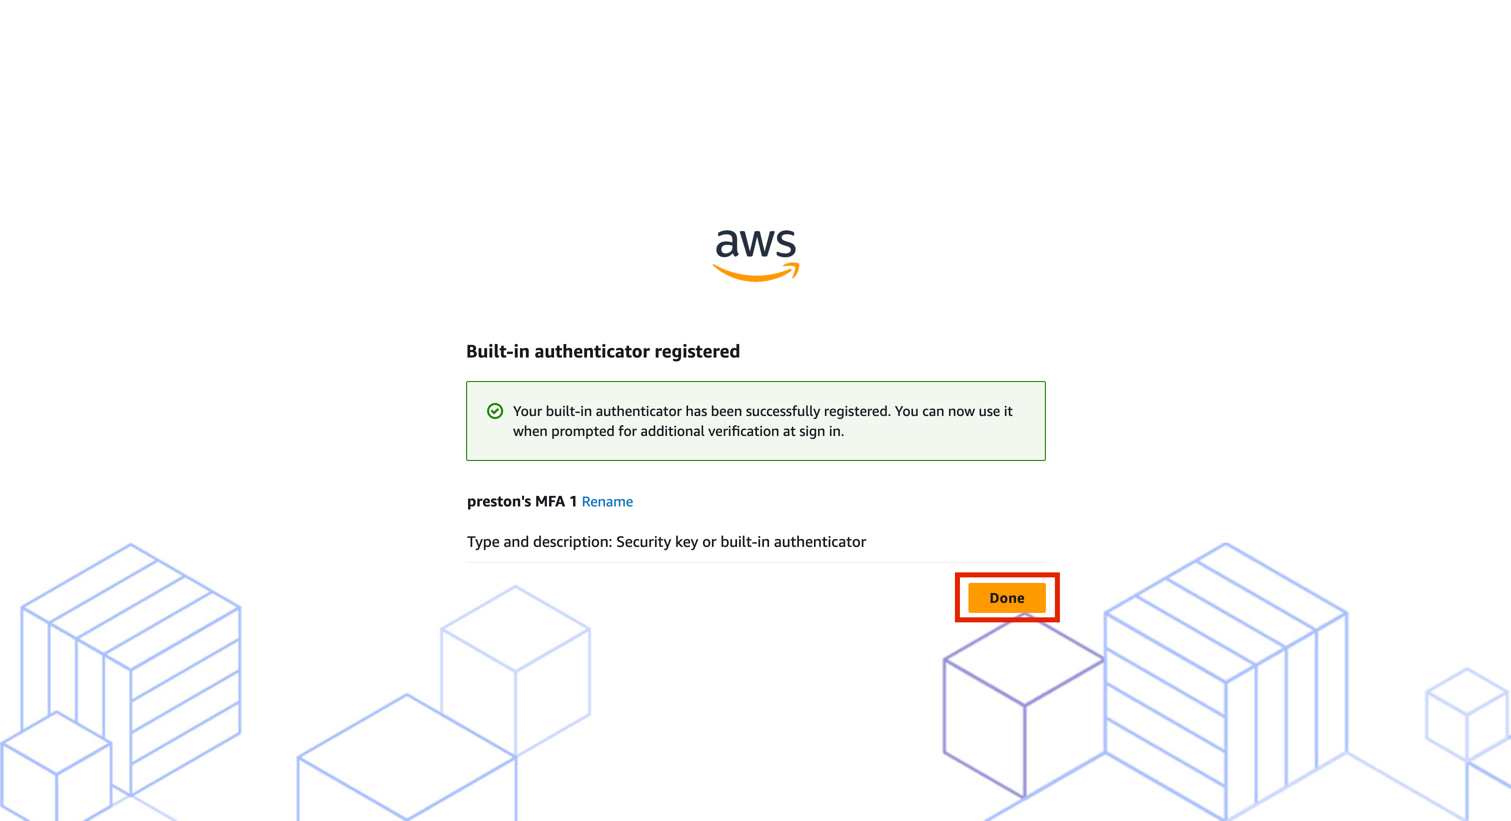 aws
Built-in authenticator registered
Your built-in authenticator has been successfully registered. You can now use it
when prompted for additional verification at sign in.
preston's MFA 1 Rename
Type and description: Security key or built-in authenticator
Done